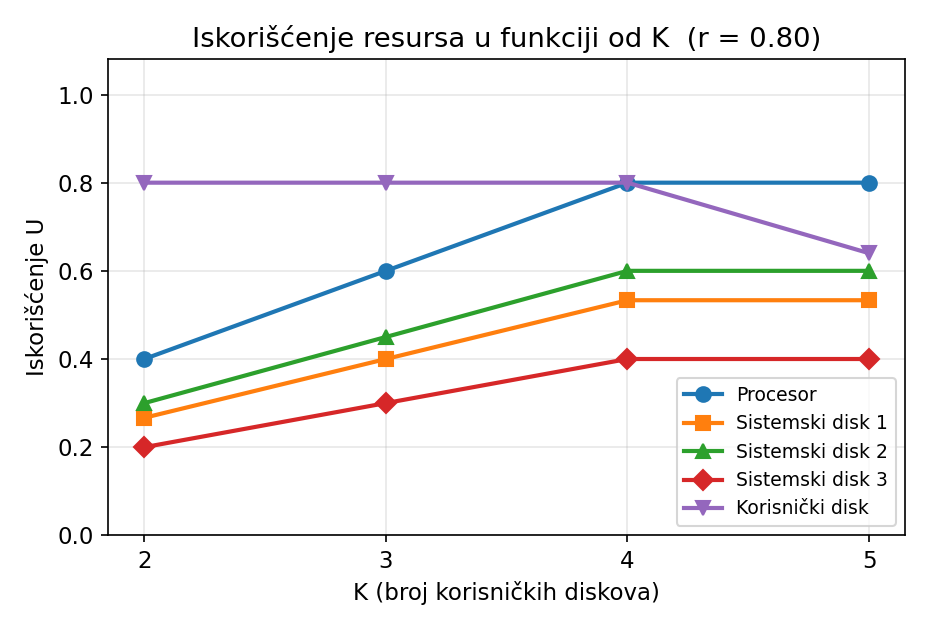 Iskorišćenje resursa u funkciji od K (r = 0.80)
Iskorišćenje U
1.0
0.8
0.6
0.4
0.2
0.0
2 3 4 5
K (broj korisničkih diskova)
Procesor
Sistemski disk 1
Sistemski disk 2
Sistemski disk 3
Korisnički disk